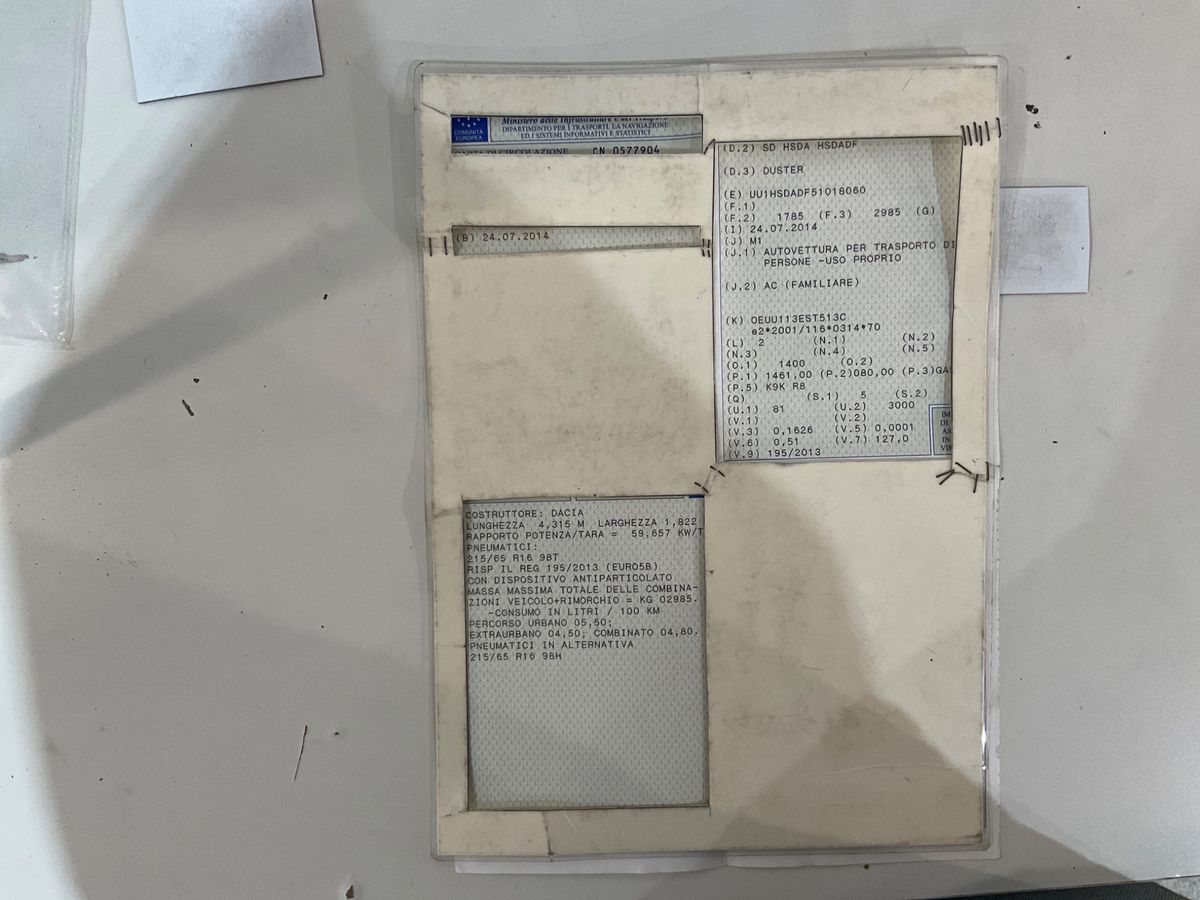 COMUNITÀ
EUROPEA
Ministero delle Infrastrutture e dei Trasporti
DIPARTIMENTO PER I TRASPORTI, LA NAVIGAZIONE
ED I SISTEMI INFORMATIVI E STATISTICI
CARTA DI CIRCOLAZIONE CN 0577904
(B) 24.07.2014
(D.2) SD HSDA HSDADF
(D.3) DUSTER
(E) UU1HSDADF51018060
(F.1)
(F.2) 1785 (F.3) 2985 (G)
(I) 24.07.2014
(J) M1
(J.1) AUTOVETTURA PER TRASPORTO DI
PERSONE -USO PROPRIO
(J.2) AC (FAMILIARE)
(K) OEUU113EST513C
e2*2001/116*0314*70
(L) 2 (N.1) (N.2)
(N.3) (N.4) (N.5)
(O.1) 1400 (O.2)
(P.1) 1461,00 (P.2)080,00 (P.3)GA
(P.5) K9K R8
(Q) (S.1) 5 (S.2)
(U.1) 81 (U.2) 3000
(V.1) (V.2)
(V.3) 0,1626 (V.5) 0,0001
(V.6) 0,51 (V.7) 127,0
(V.9) 195/2013
IM
DI
AS
IN
VI
COSTRUTTORE: DACIA
LUNGHEZZA 4,315 M LARGHEZZA 1,822
RAPPORTO POTENZA/TARA = 59,657 KW/T
PNEUMATICI:
215/65 R16 98T
RISP IL REG 195/2013 (EURO5B)
CON DISPOSITIVO ANTIPARTICOLATO
MASSA MASSIMA TOTALE DELLE COMBINA-
ZIONI VEICOLO+RIMORCHIO = KG 02985.
-CONSUMO IN LITRI / 100 KM
PERCORSO URBANO 05,50;
EXTRAURBANO 04,50; COMBINATO 04,80.
PNEUMATICI IN ALTERNATIVA
215/65 R16 98H